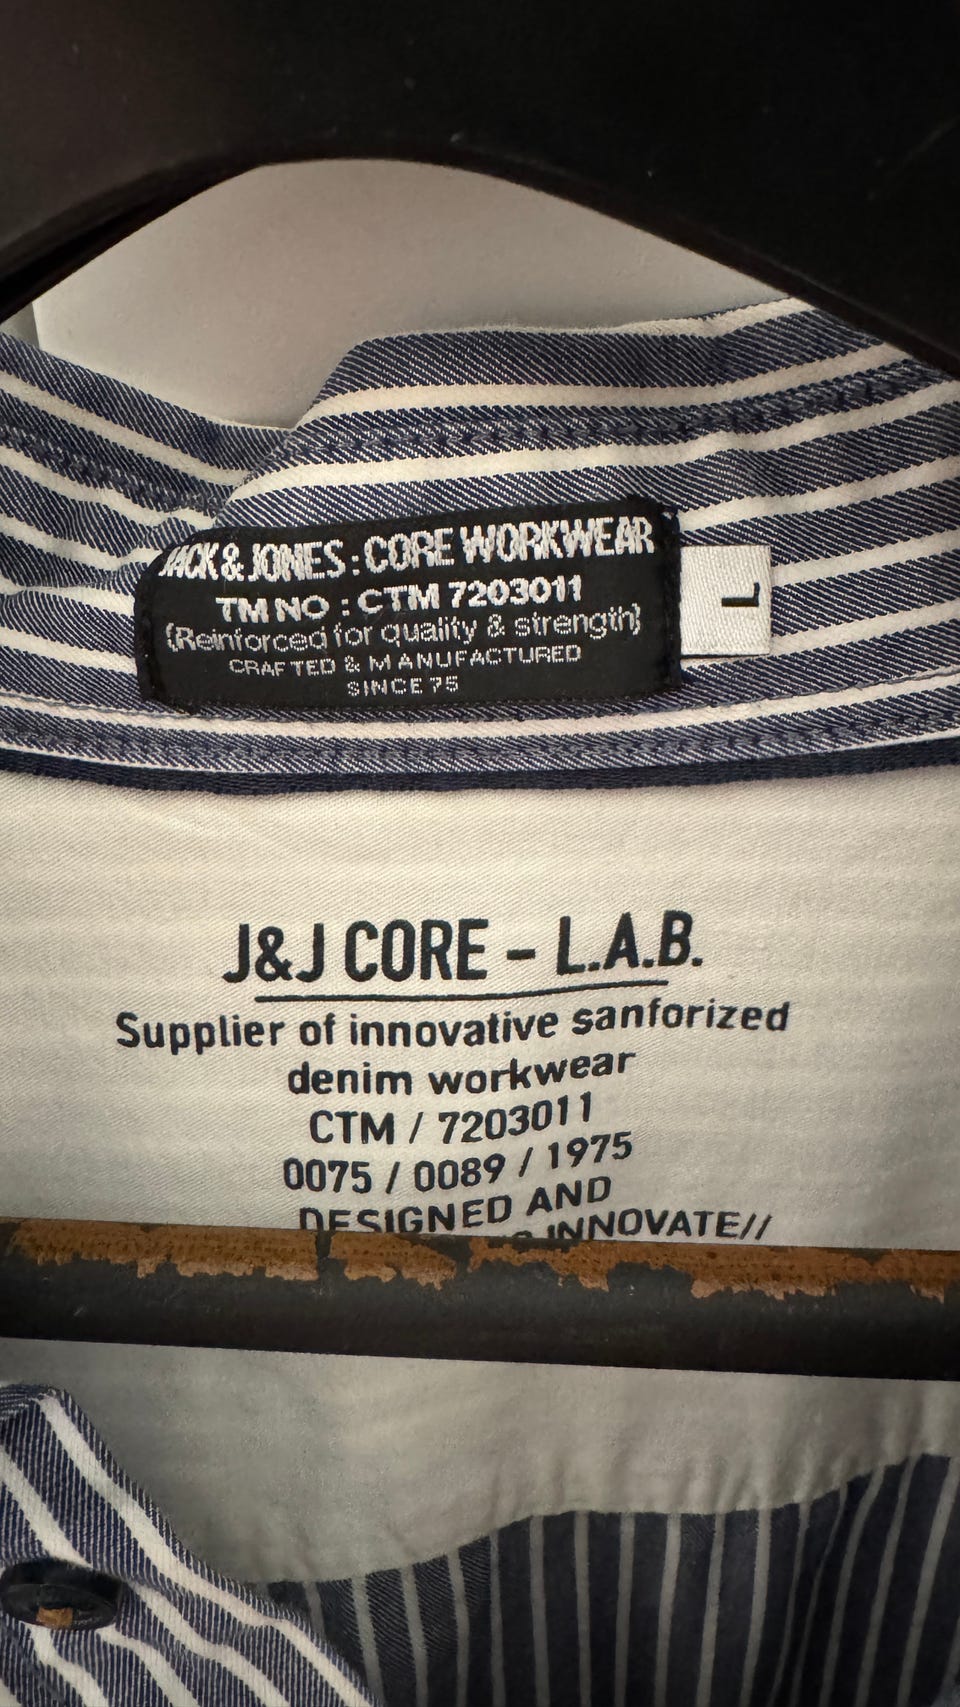 JACK & JONES : CORE WORKWEAR
TM NO : CTM 7203011
(Reinforced for quality & strength)
CRAFTED & MANUFACTURED
SINCE 75
L
J&J CORE - L.A.B.
Supplier of innovative sanforized
denim workwear
CTM / 7203011
0075 / 0089 / 1975
DESIGNED AND
INNOVATE//